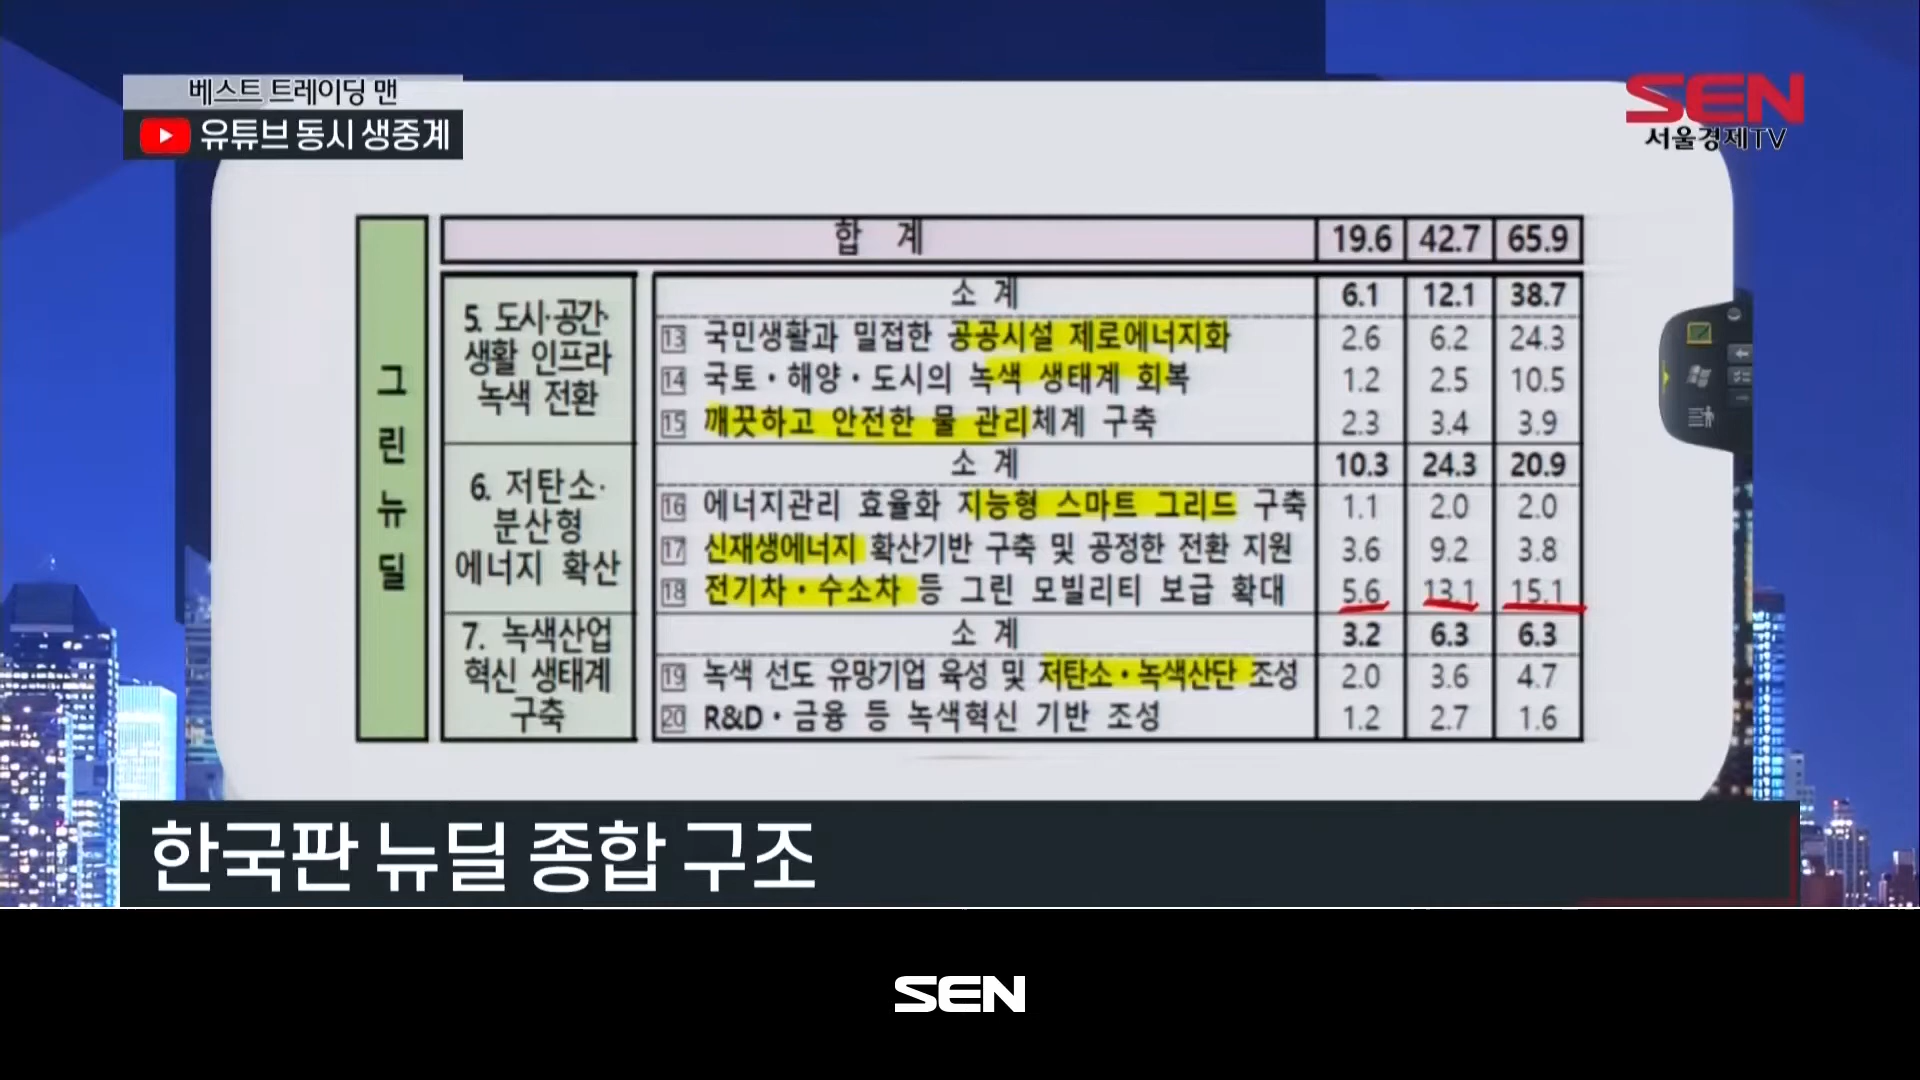 베스트 트레이딩 맨
유튜브 동시 생중계
SEN
서울경제TV
그린뉴딜
합 계 19.6 42.7 65.9
5. 도시·공간·
생활 인프라
녹색 전환
소 계 6.1 12.1 38.7
13 국민생활과 밀접한 공공시설 제로에너지화 2.6 6.2 24.3
14 국토·해양·도시의 녹색 생태계 회복 1.2 2.5 10.5
15 깨끗하고 안전한 물 관리체계 구축 2.3 3.4 3.9
6. 저탄소·
분산형
에너지 확산
소 계 10.3 24.3 20.9
16 에너지관리 효율화 지능형 스마트 그리드 구축 1.1 2.0 2.0
17 신재생에너지 확산기반 구축 및 공정한 전환 지원 3.6 9.2 3.8
18 전기차·수소차 등 그린 모빌리티 보급 확대 5.6 13.1 15.1
7. 녹색산업
혁신 생태계
구축
소 계 3.2 6.3 6.3
19 녹색 선도 유망기업 육성 및 저탄소·녹색산단 조성 2.0 3.6 4.7
20 R&D·금융 등 녹색혁신 기반 조성 1.2 2.7 1.6
한국판 뉴딜 종합 구조
SEN